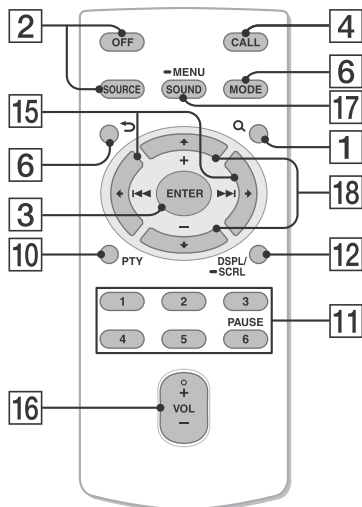 2 OFF CALL 4
MENU
SOURCE SOUND MODE 6
15 17
6 1
+
ENTER 18
3
−
10 PTY DSPL/ 12
SCRL
1 2 3
PAUSE 11
4 5 6
+
16 VOL
−